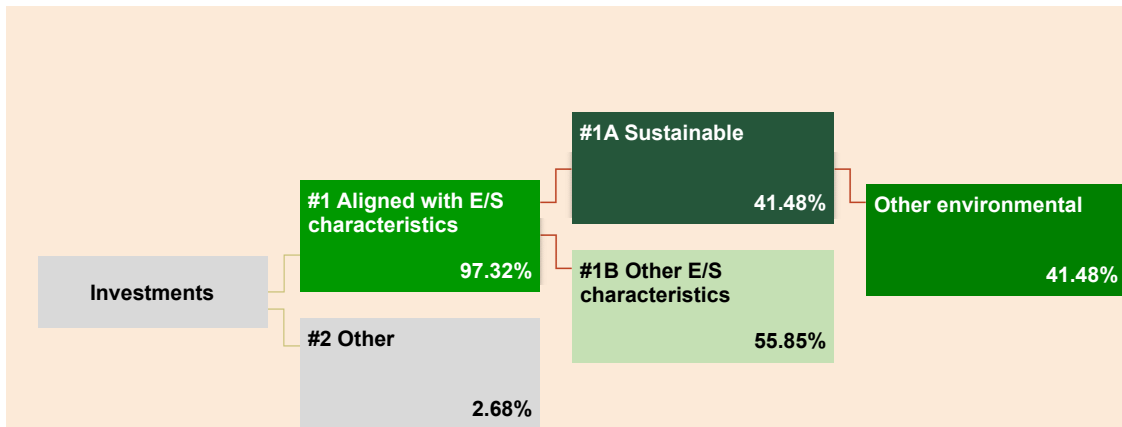 #1A Sustainable
41.48%
#1 Aligned with E/S
characteristics
97.32%
Other environmental
41.48%
Investments
#1B Other E/S
characteristics
55.85%
#2 Other
2.68%